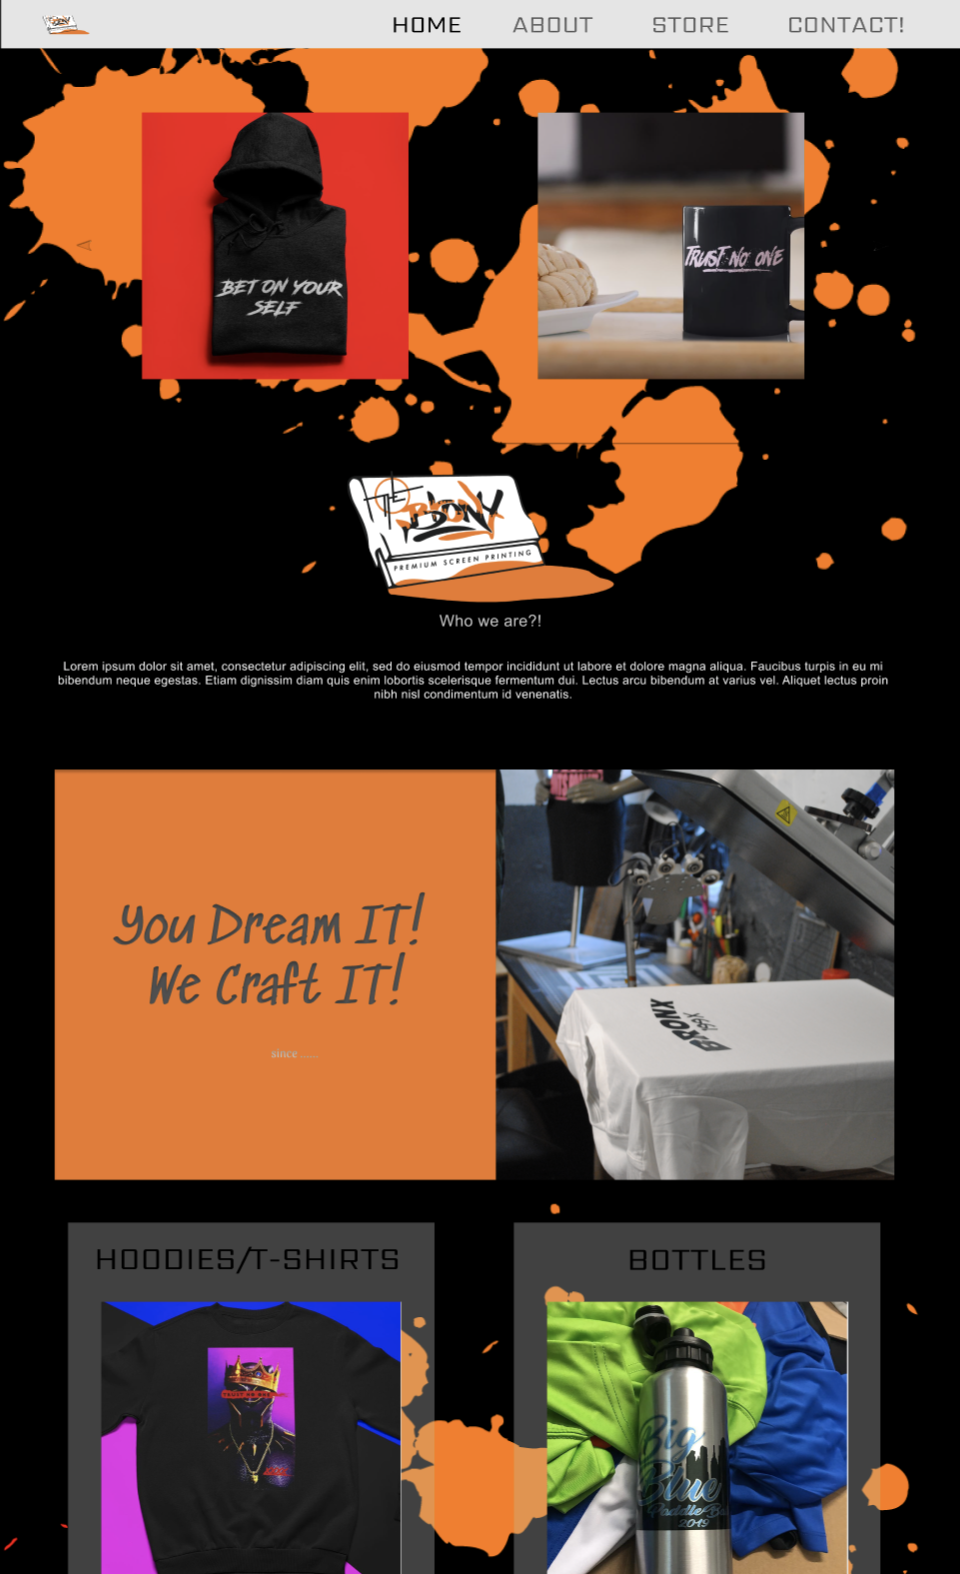 HOME ABOUT STORE CONTACT!
BET ON YOUR
SELF
TRUST NO ONE
THE
EBONY
PREMIUM SCREEN PRINTING
Who we are?!
Lorem ipsum dolor sit amet, consectetur adipiscing elit, sed do eiusmod tempor incididunt ut labore et dolore magna aliqua. Faucibus turpis in eu mi
bibendum neque egestas. Etiam dignissim diam quis enim lobortis scelerisque fermentum dui. Lectus arcu bibendum at varius vel. Aliquet lectus proin
nibh nisl condimentum id venenatis.
You Dream IT!
We Craft IT!
since ......
BRONX
199X
HOODIES/T-SHIRTS
BOTTLES
TRUST NO
Big
Blue
Paddle
2019